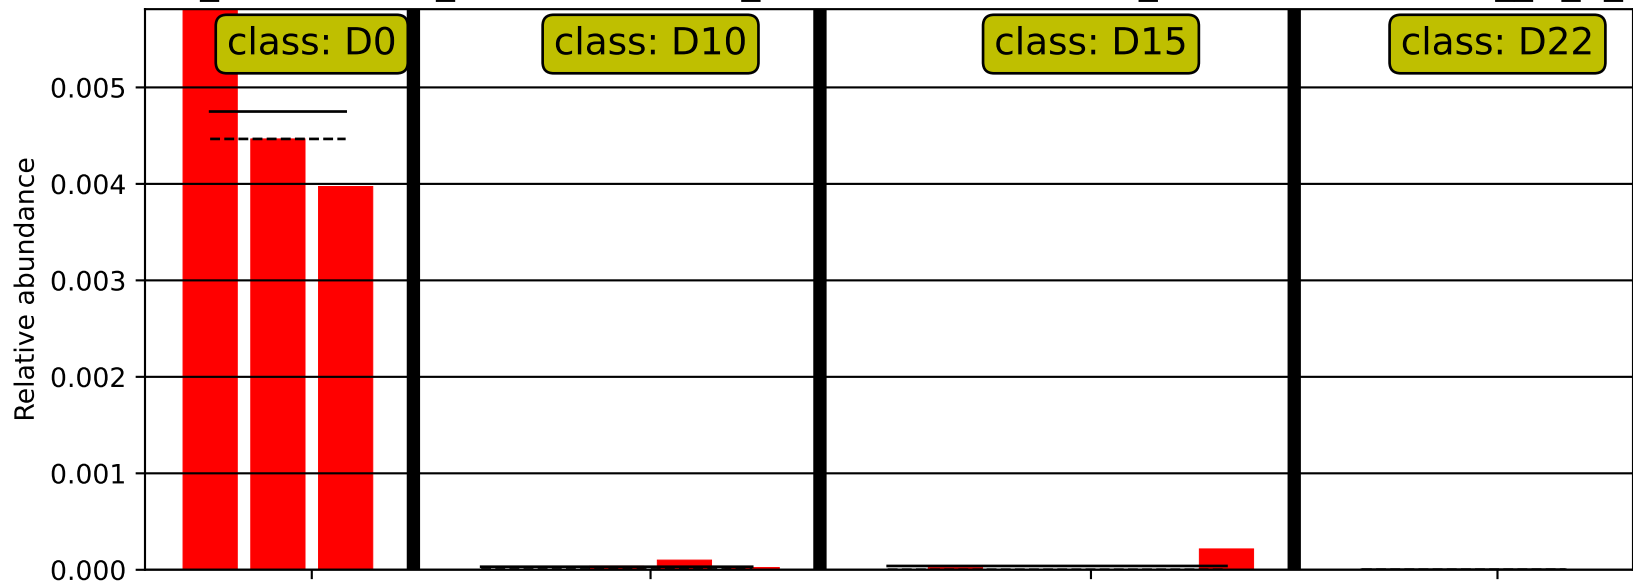 class: D0
class: D10
class: D15
class: D22
0.005
0.004
0.003
0.002
0.001
0.000
Relative abundance